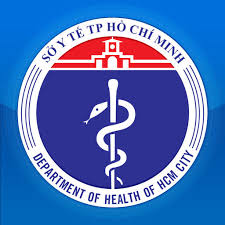 SỞ Y TẾ TP HỒ CHÍ MINH
DEPARTMENT OF HEALTH OF HCM CITY